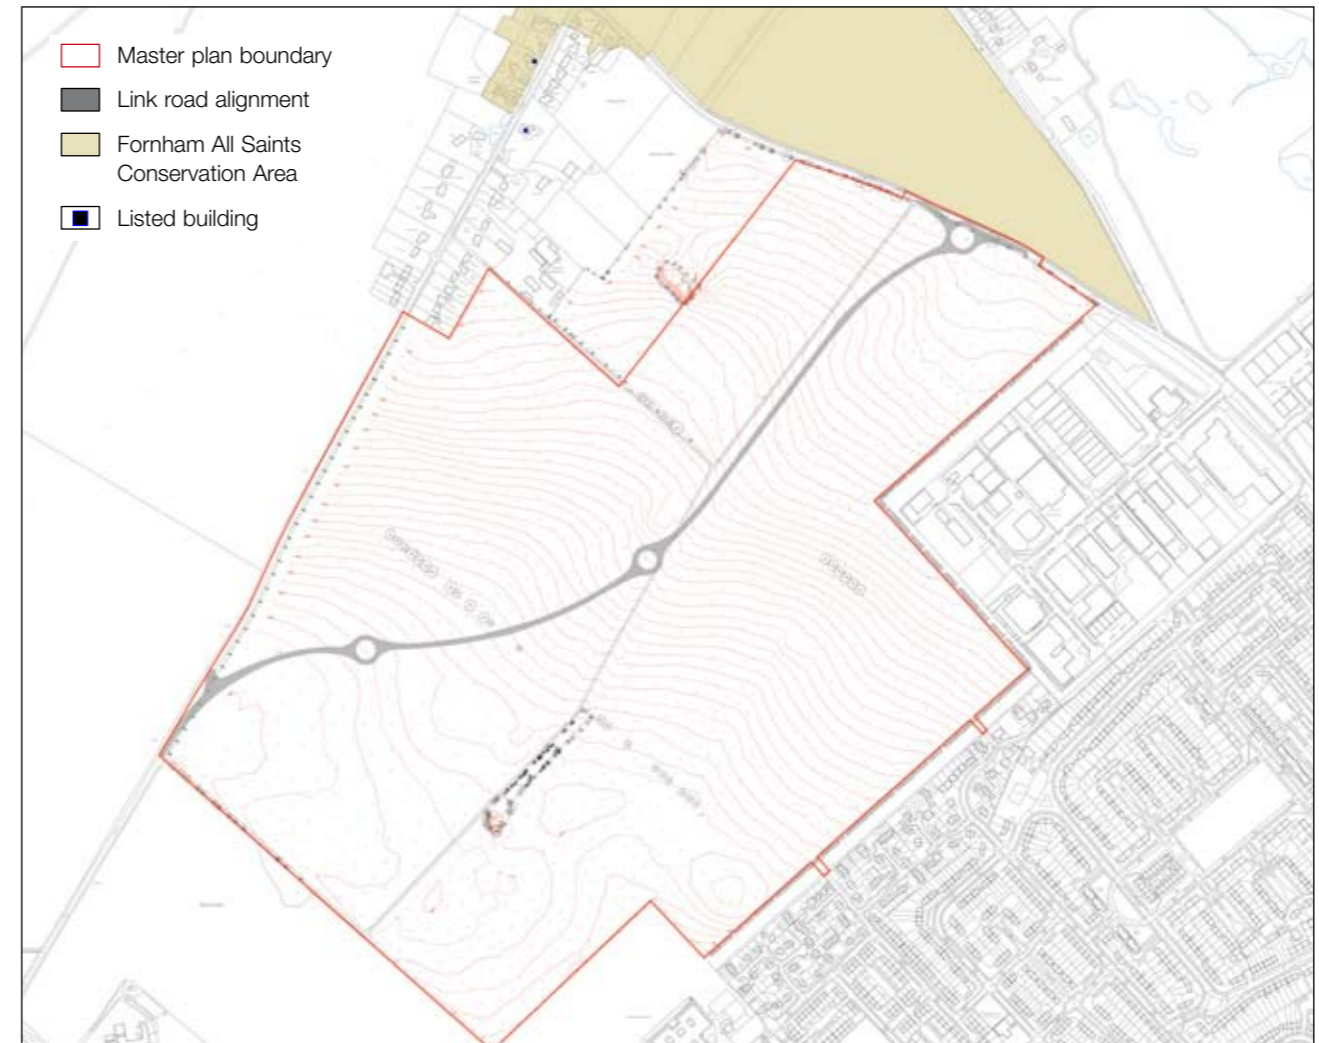 Master plan boundary
Link road alignment
Fornham All Saints
Conservation Area
Listed building